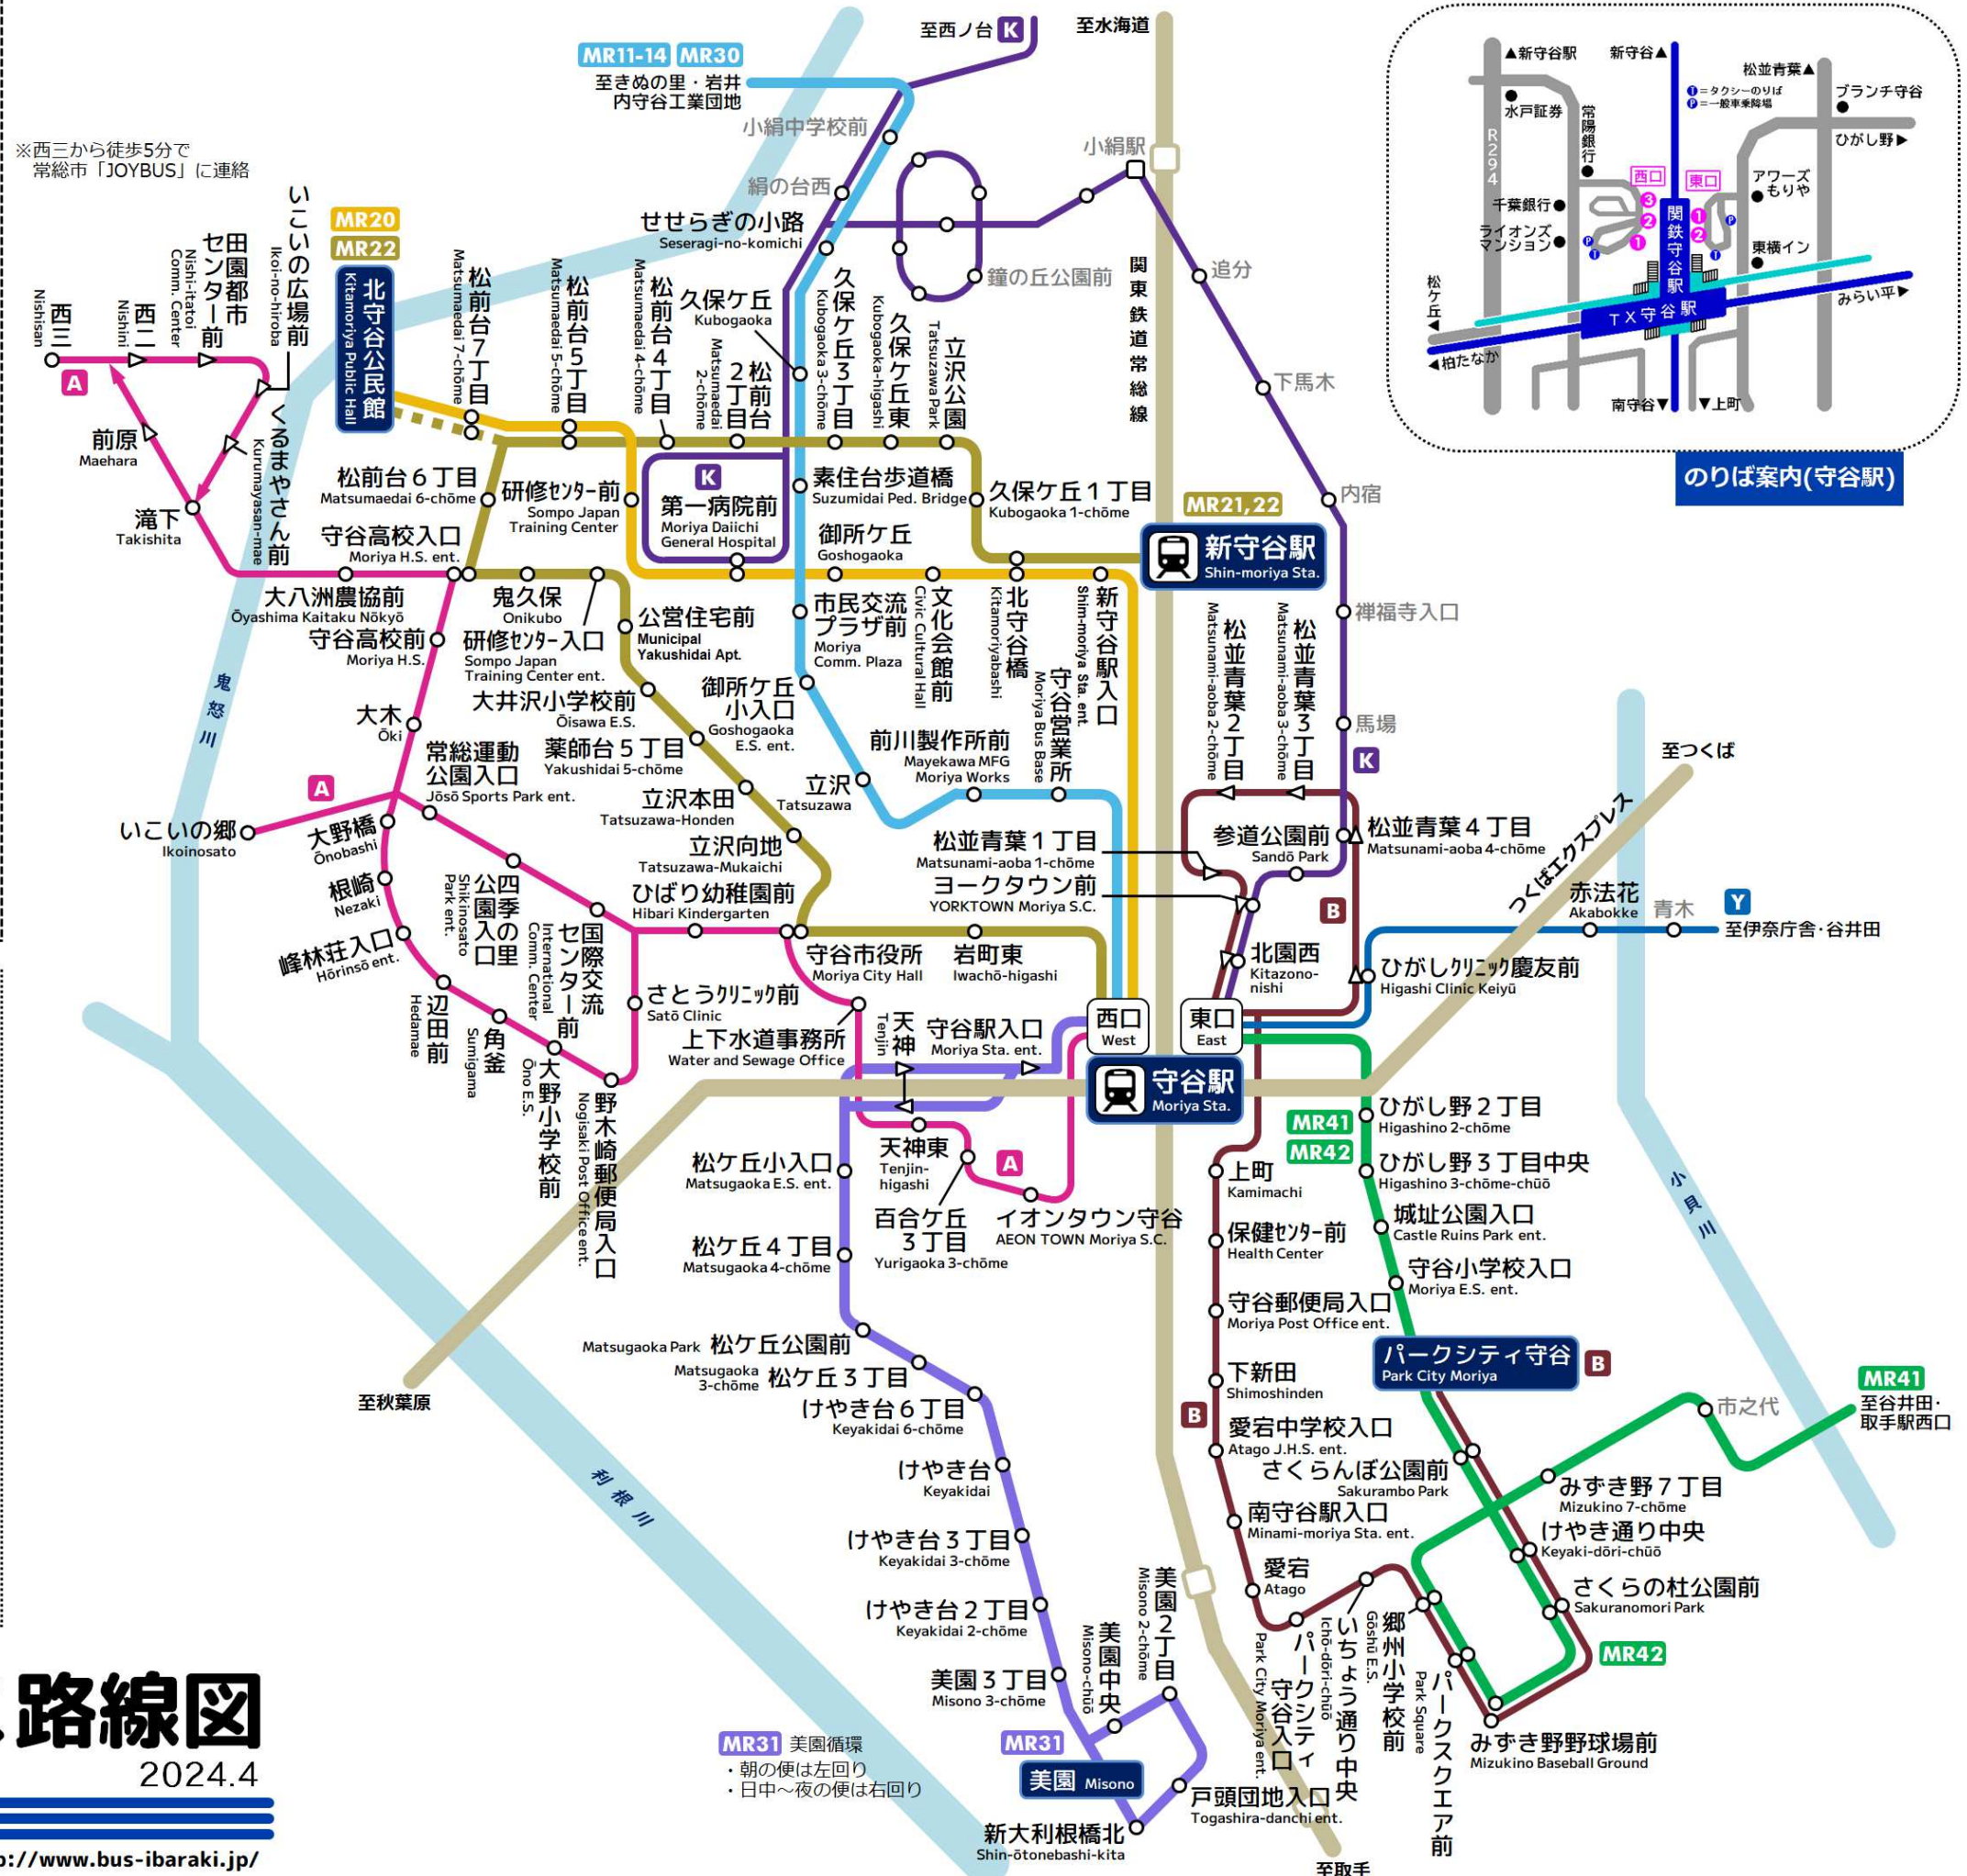 ※西三から徒歩5分で
常総市「JOYBUS」に連絡
MR11-14 MR30
至きぬの里・岩井
内守谷工業団地
至西ノ台 K
至水海道
小絹中学校前
絹の台西
せせらぎの小路
Seseragi-no-komichi
小絹駅
鐘の丘公園前
追分
下馬木
内宿
禅福寺入口
馬場
K
関東鉄道常総線
MR20
MR22
北守谷公民館
Kitamoriya Public Hall
西三
Nishisan
西二
Nishini
田園都市
センター前
Nishi-itatoi
Comm. Center
いこいの広場前
Ikoi-no-hiroba
A
前原
Maehara
くるまやさん前
Kurumayasan-mae
滝下
Takishita
松前台7丁目
Matsumaedai 7-chōme
松前台5丁目
Matsumaedai 5-chōme
松前台4丁目
Matsumaedai 4-chōme
松前台
2丁目
Matsumaedai
2-chōme
久保ケ丘
Kubogaoka
久保ケ丘3丁目
Kubogaoka 3-chōme
久保ケ丘東
Kubogaoka-higashi
立沢公園
Tatsuzawa Park
松前台6丁目
Matsumaedai 6-chōme
研修センター前
Sompo Japan
Training Center
K
第一病院前
Moriya Daiichi
General Hospital
素住台歩道橋
Suzumidai Ped. Bridge
久保ケ丘1丁目
Kubogaoka 1-chōme
MR21,22
新守谷駅
Shin-moriya Sta.
守谷高校入口
Moriya H.S. ent.
御所ケ丘
Goshogaoka
大八洲農協前
Ōyashima Kaitaku Nōkyō
鬼久保
Onikubo
守谷高校前
Moriya H.S.
研修センター入口
Sompo Japan
Training Center ent.
公営住宅前
Municipal
Yakushidai Apt.
市民交流
プラザ前
Moriya
Comm. Plaza
文化会館前
Civic Cultural Hall
北守谷橋
Kitamoriyabashi
新守谷駅入口
Shim-moriya Sta. ent.
守谷営業所
Moriya Bus Base
松並青葉2丁目
Matsunami-aoba 2-chōme
松並青葉3丁目
Matsunami-aoba 3-chōme
鬼怒川
大木
Ōki
大井沢小学校前
Ōisawa E.S.
御所ケ丘
小入口
Goshogaoka
E.S. ent.
薬師台5丁目
Yakushidai 5-chōme
前川製作所前
Mayekawa MFG
Moriya Works
常総運動
公園入口
Jōsō Sports Park ent.
A
立沢
Tatsuzawa
立沢本田
Tatsuzawa-Honden
いこいの郷
Ikoinosato
大野橋
Ōnobashi
立沢向地
Tatsuzawa-Mukaichi
松並青葉1丁目
Matsunami-aoba 1-chōme
ヨークタウン前
YORKTOWN Moriya S.C.
参道公園前
Sandō Park
松並青葉4丁目
Matsunami-aoba 4-chōme
B
根崎
Nezaki
ひばり幼稚園前
Hibari Kindergarten
四季の里
公園入口
Shikinosato
Park ent.
国際交流
センター前
International
Comm. Center
峰林荘入口
Hōrinsō ent.
守谷市役所
Moriya City Hall
岩町東
Iwachō-higashi
北園西
Kitazono-
nishi
ひがしクリニック慶友前
Higashi Clinic Keiyū
至つくば
つくばエクスプレス
赤法花
Akabokke
青木
Y
至伊奈庁舎・谷井田
辺田前
Hedamae
角釜
Sumigama
大野小学校前
Ōno E.S.
さとうクリニック前
Satō Clinic
上下水道事務所
Water and Sewage Office
天神
Tenjin
守谷駅入口
Moriya Sta. ent.
西口
West
東口
East
守谷駅
Moriya Sta.
野木崎郵便局入口
Nogisaki Post Office ent.
天神東
Tenjin-
higashi
A
百合ケ丘
3丁目
Yurigaoka 3-chōme
イオンタウン守谷
AEON TOWN Moriya S.C.
松ケ丘小入口
Matsugaoka E.S. ent.
松ケ丘4丁目
Matsugaoka 4-chōme
Matsugaoka Park 松ケ丘公園前
Matsugaoka
3-chōme 松ケ丘3丁目
けやき台6丁目
Keyakidai 6-chōme
けやき台
Keyakidai
けやき台3丁目
Keyakidai 3-chōme
けやき台2丁目
Keyakidai 2-chōme
美園3丁目
Misono 3-chōme
美園中央
Misono-chūō
美園2丁目
Misono 2-chōme
MR31
美園 Misono
新大利根橋北
Shin-ōtonebashi-kita
戸頭団地入口
Togashira-danchi ent.
MR31 美園循環
・朝の便は左回り
・日中～夜の便は右回り
至秋葉原
利根川
至取手
MR41
MR42
ひがし野2丁目
Higashino 2-chōme
ひがし野3丁目中央
Higashino 3-chōme-chūō
城址公園入口
Castle Ruins Park ent.
守谷小学校入口
Moriya E.S. ent.
小貝川
上町
Kamimachi
保健センター前
Health Center
守谷郵便局入口
Moriya Post Office ent.
下新田
Shimoshinden
B
愛宕中学校入口
Atago J.H.S. ent.
南守谷駅入口
Minami-moriya Sta. ent.
愛宕
Atago
パークシティ守谷
Park City Moriya
B
さくらんぼ公園前
Sakurambo Park
けやき通り中央
Keyaki-dōri-chūō
さくらの杜公園前
Sakuranomori Park
MR42
みずき野7丁目
Mizukino 7-chōme
市之代
MR41
至谷井田・
取手駅西口
パークシティ
守谷入口
Park City Moriya ent.
いちょう通り中央
Ichō-dōri-chūō
郷州小学校前
Gōshū E.S.
パークスクエア前
Park Square
みずき野野球場前
Mizukino Baseball Ground
▲新守谷駅
新守谷▲
松並青葉▲
T=タクシーのりば
P=一般車乗降場
ブランチ守谷
水戸証券
常陽銀行
R294
ひがし野▶
西口
東口
アワーズ
もりや
千葉銀行
ライオンズ
マンション
3
2
1
1
2
P
T
P
T
関鉄守谷駅
東横イン
松ケ丘◀
TX守谷駅
みらい平▶
◀柏たなか
南守谷▼
▼上町
のりば案内(守谷駅)
路線図
2024.4
://www.bus-ibaraki.jp/